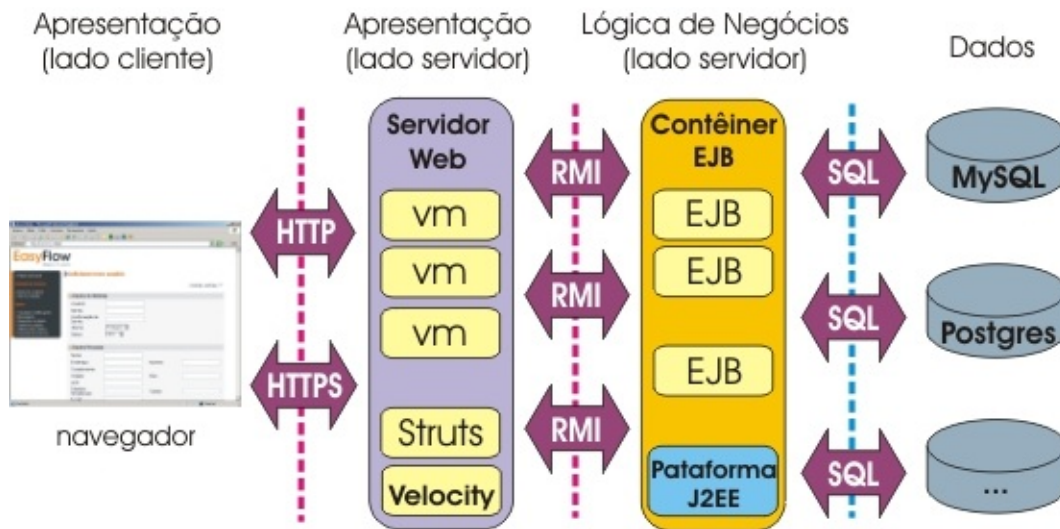 Apresentação
(lado cliente)
Apresentação
(lado servidor)
Lógica de Negócios
(lado servidor)
Dados
Servidor
Web
vm
vm
vm
Struts
Velocity
Contêiner
EJB
EJB
EJB
EJB
Pataforma
J2EE
HTTP
HTTPS
RMI
RMI
RMI
SQL
SQL
SQL
MySQL
Postgres
...
EasyFlow
navegador